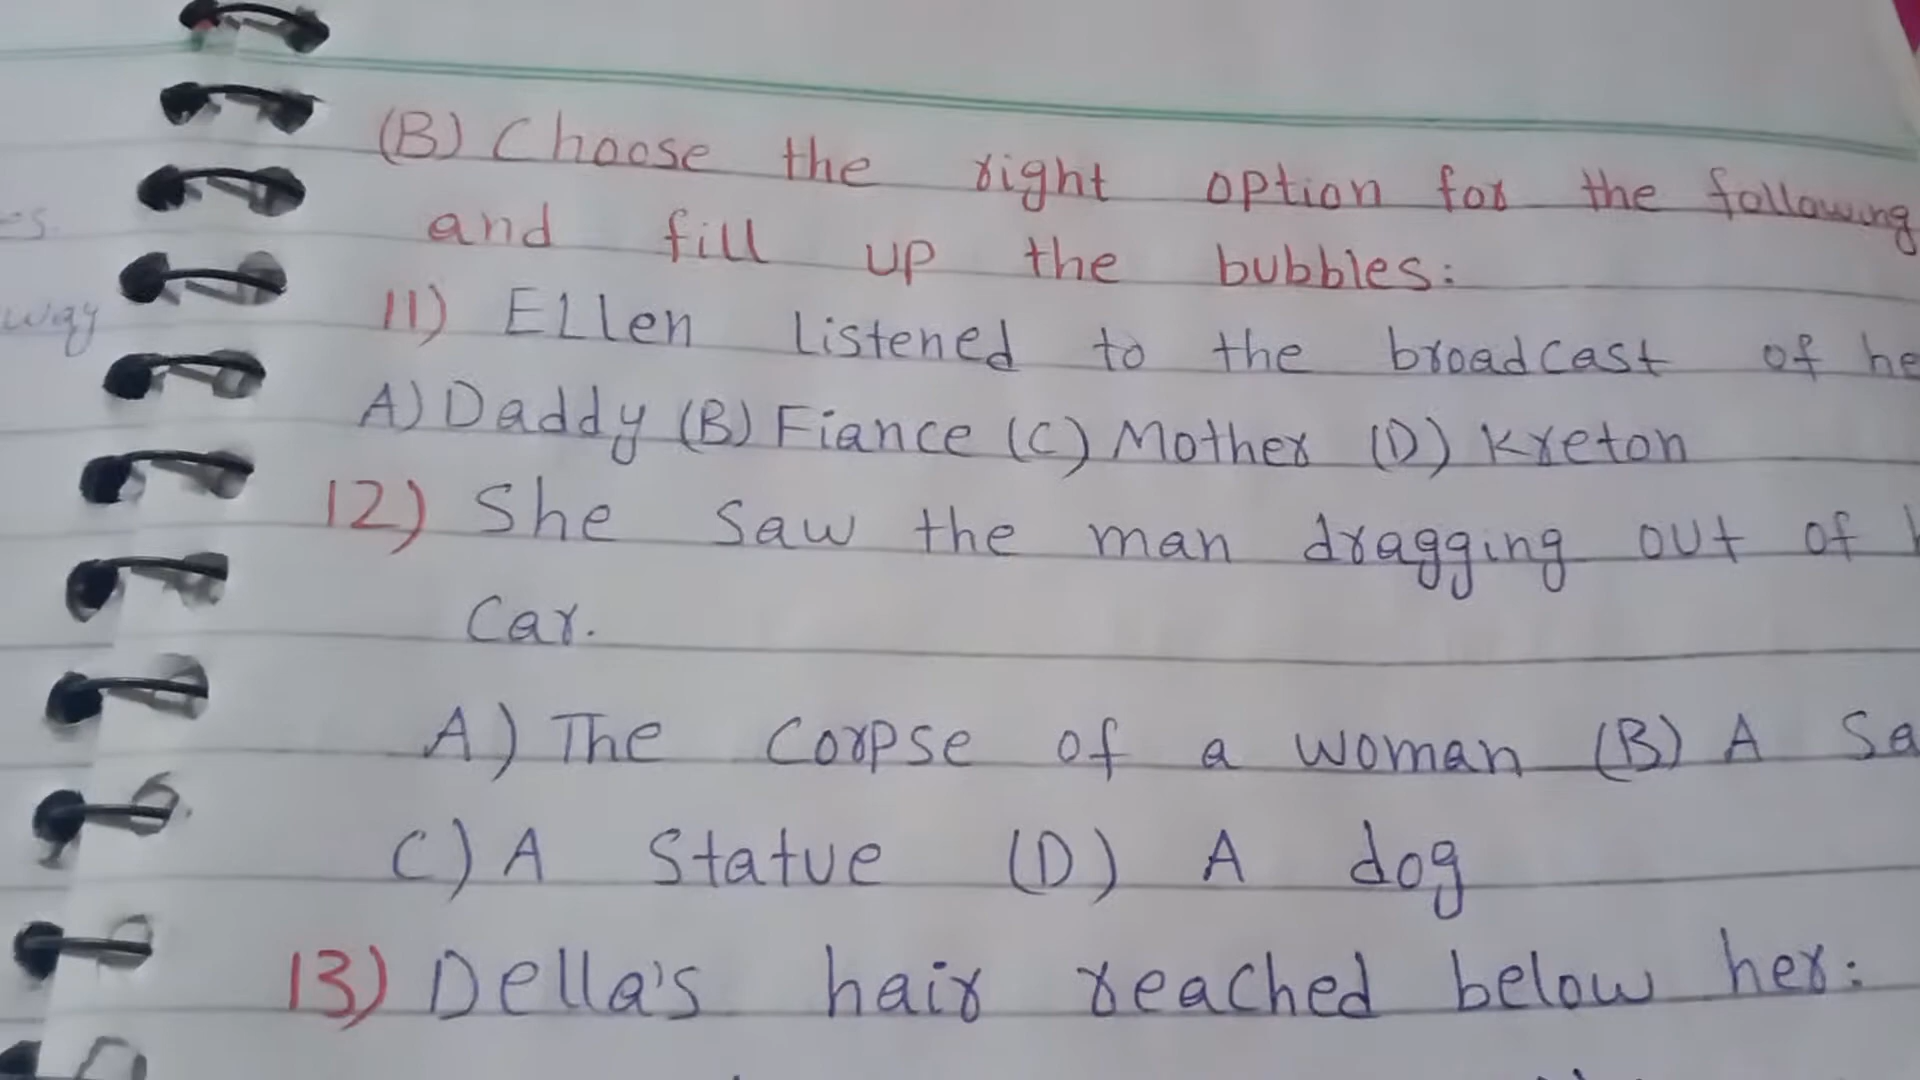 (B) Choose the right option for the following
and fill up the bubbles:
11) Ellen listened to the broadcast of he
A) Daddy (B) Fiance (C) Mother (D) Kreton
12) She saw the man dragging out of h
Car.
A) The Corpse of a woman (B) A Sa
C) A Statue (D) A dog
13) Della's hair reached below her: